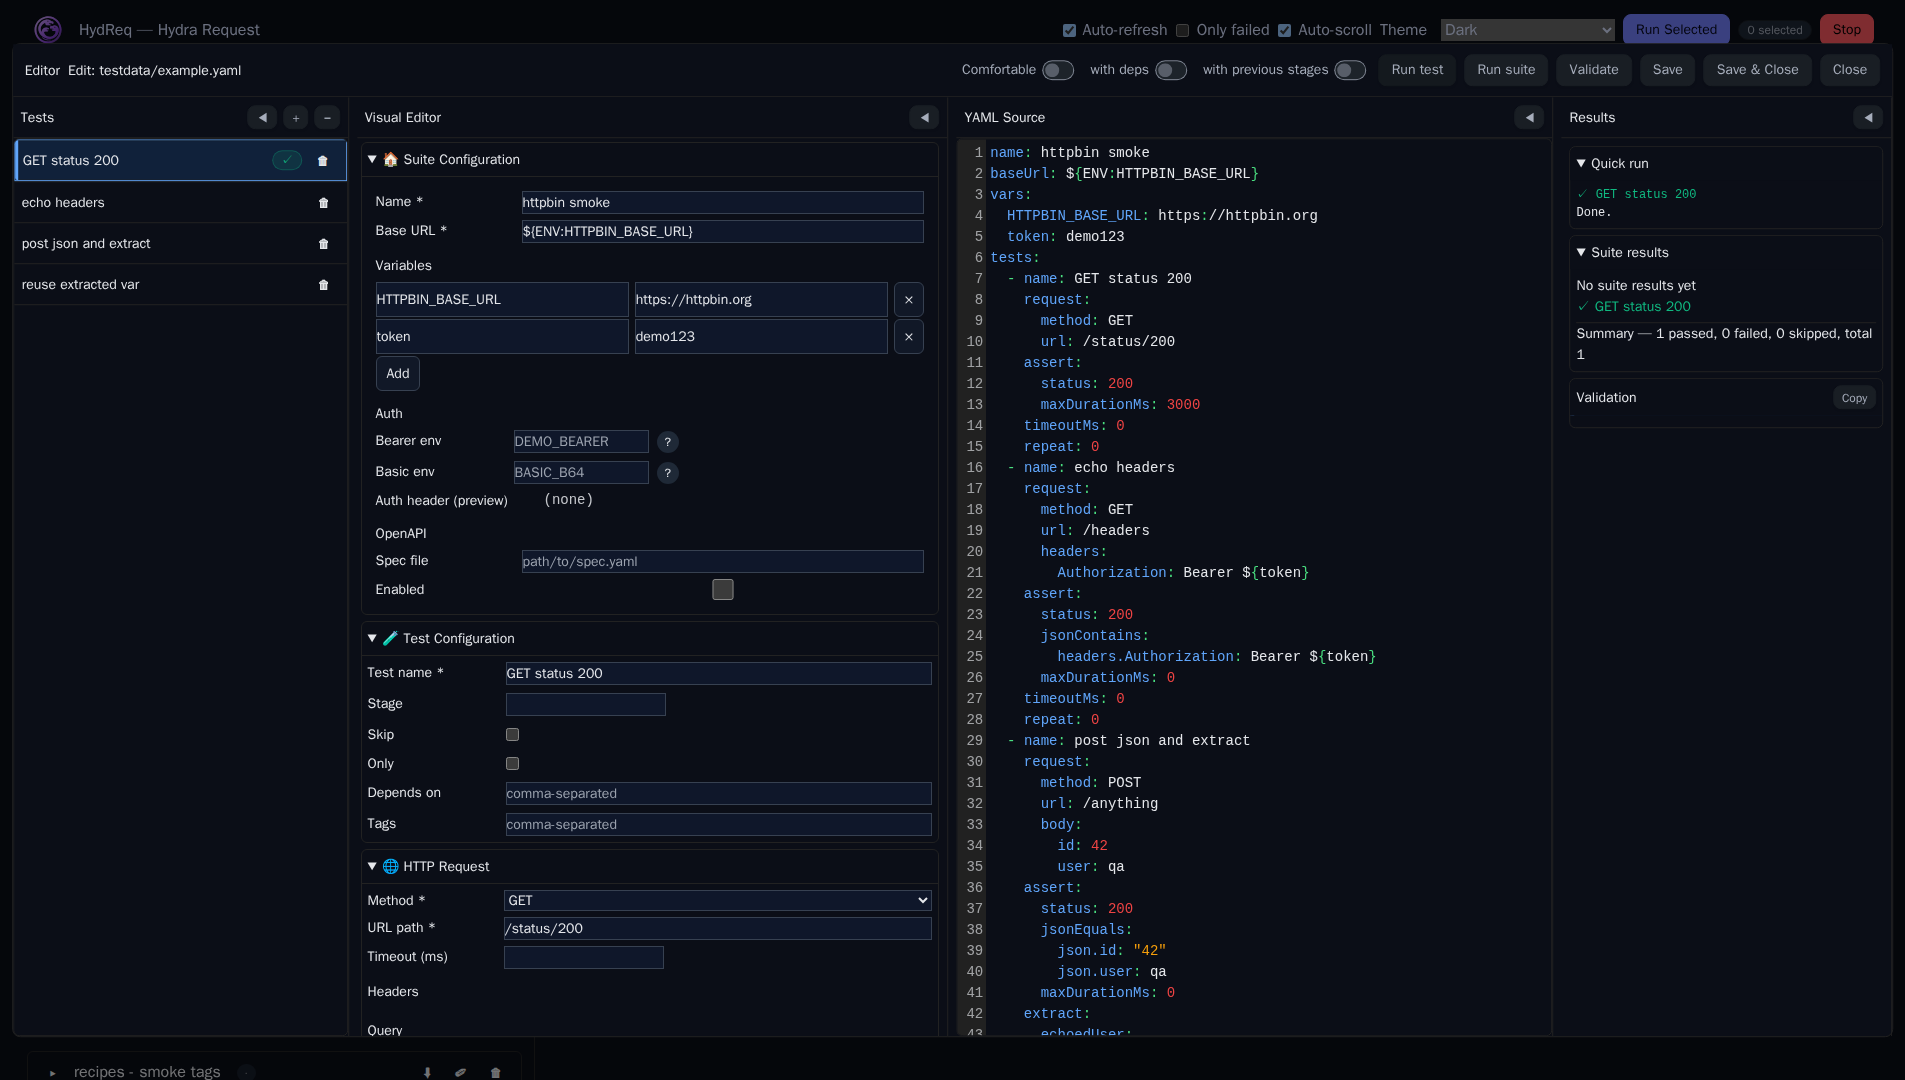 HydReq — Hydra Request
Auto-refresh Only failed Auto-scroll Theme Dark Run Selected 0 selected Stop
Editor Edit: testdata/example.yaml
Comfortable with deps with previous stages Run test Run suite Validate Save Save & Close Close
Tests
GET status 200
echo headers
post json and extract
reuse extracted var
Visual Editor
Suite Configuration
Name * httpbin smoke
Base URL * ${ENV:HTTPBIN_BASE_URL}
Variables
HTTPBIN_BASE_URL https://httpbin.org ×
token demo123 ×
Add
Auth
Bearer env DEMO_BEARER ?
Basic env BASIC_B64 ?
Auth header (preview) (none)
OpenAPI
Spec file path/to/spec.yaml
Enabled
Test Configuration
Test name * GET status 200
Stage
Skip
Only
Depends on comma-separated
Tags comma-separated
HTTP Request
Method * GET
URL path * /status/200
Timeout (ms)
Headers
Query
YAML Source
1 name: httpbin smoke
2 baseUrl: ${ENV:HTTPBIN_BASE_URL}
3 vars:
4 HTTPBIN_BASE_URL: https://httpbin.org
5 token: demo123
6 tests:
7 - name: GET status 200
8 request:
9 method: GET
10 url: /status/200
11 assert:
12 status: 200
13 maxDurationMs: 3000
14 timeoutMs: 0
15 repeat: 0
16 - name: echo headers
17 request:
18 method: GET
19 url: /headers
20 headers:
21 Authorization: Bearer ${token}
22 assert:
23 status: 200
24 jsonContains:
25 headers.Authorization: Bearer ${token}
26 maxDurationMs: 0
27 timeoutMs: 0
28 repeat: 0
29 - name: post json and extract
30 request:
31 method: POST
32 url: /anything
33 body:
34 id: 42
35 user: qa
36 assert:
37 status: 200
38 jsonEquals:
39 json.id: "42"
40 json.user: qa
41 maxDurationMs: 0
42 extract:
43 echoedUser:
Results
Quick run
✓ GET status 200
Done.
Suite results
No suite results yet
✓ GET status 200
Summary — 1 passed, 0 failed, 0 skipped, total
1
Validation Copy
recipes - smoke tags